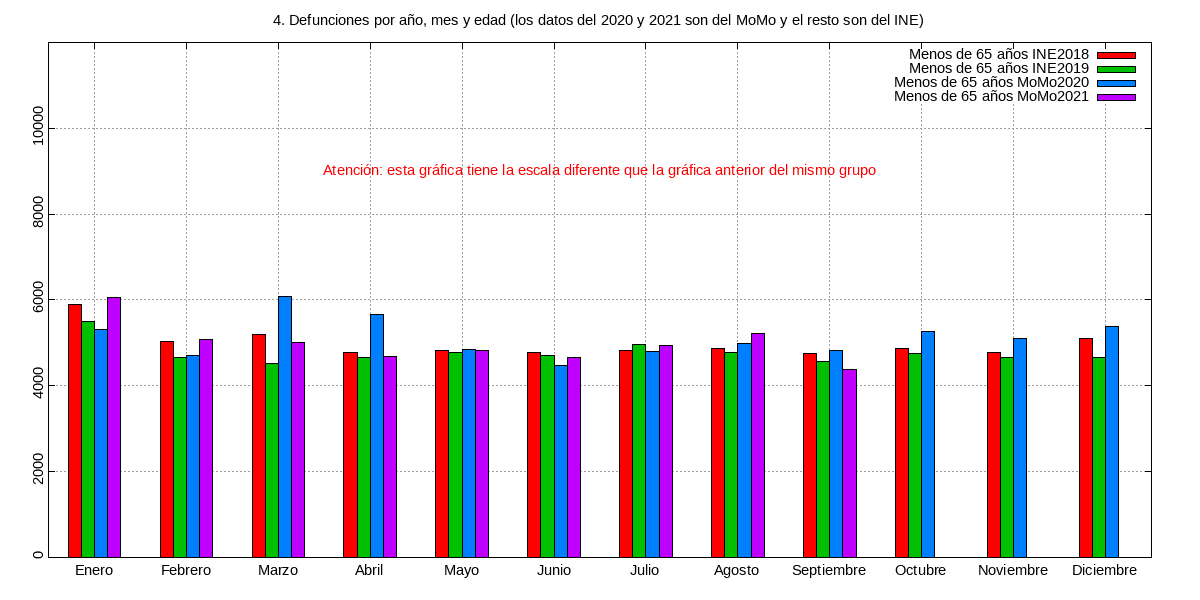 4. Defunciones por año, mes y edad (los datos del 2020 y 2021 son del MoMo y el resto son del INE)
Menos de 65 años INE2018
Menos de 65 años INE2019
Menos de 65 años MoMo2020
Menos de 65 años MoMo2021
Atención: esta gráfica tiene la escala diferente que la gráfica anterior del mismo grupo
10000
8000
6000
4000
2000
0
Enero Febrero Marzo Abril Mayo Junio Julio Agosto Septiembre Octubre Noviembre Diciembre